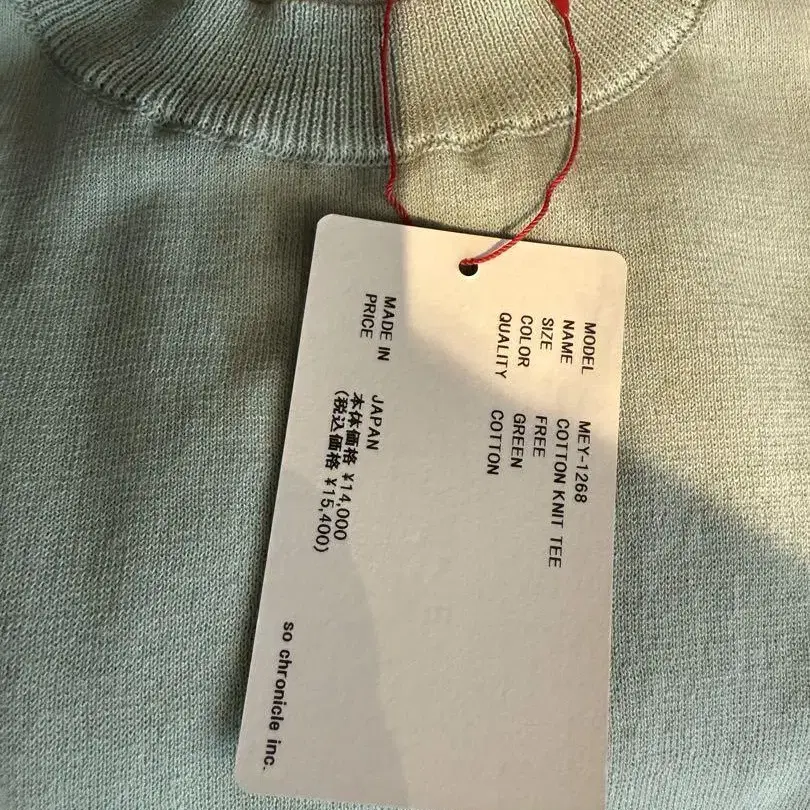 MODEL MEY-1268
NAME COTTON KNIT TEE
SIZE FREE
COLOR GREEN
QUALITY COTTON
MADE IN JAPAN
PRICE 本体価格 ¥14,000
(税込価格 ¥15,400)
so chronicle inc.